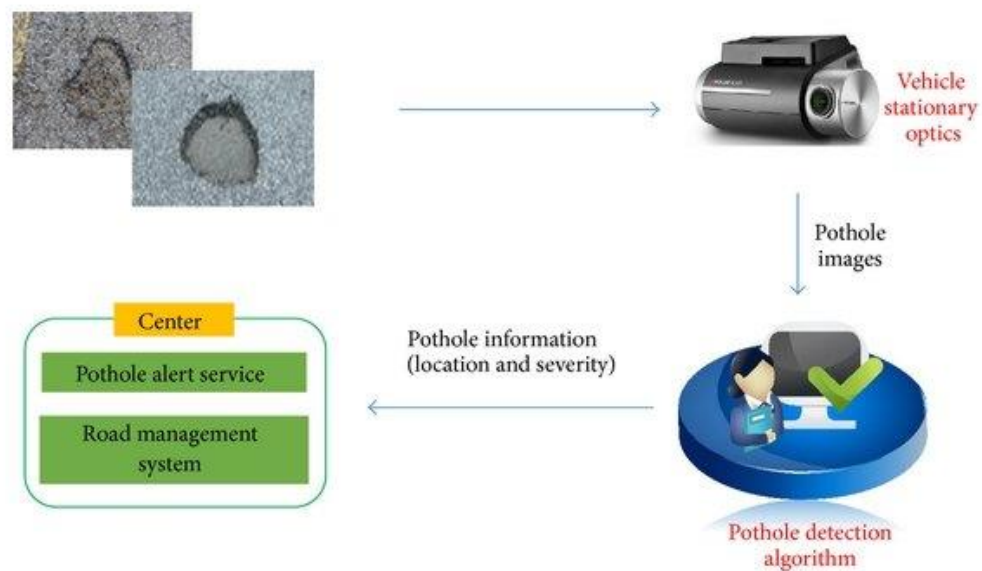 Vehicle
stationary
optics
Pothole
images
Center
Pothole alert service
Road management
system
Pothole information
(location and severity)
Pothole detection
algorithm